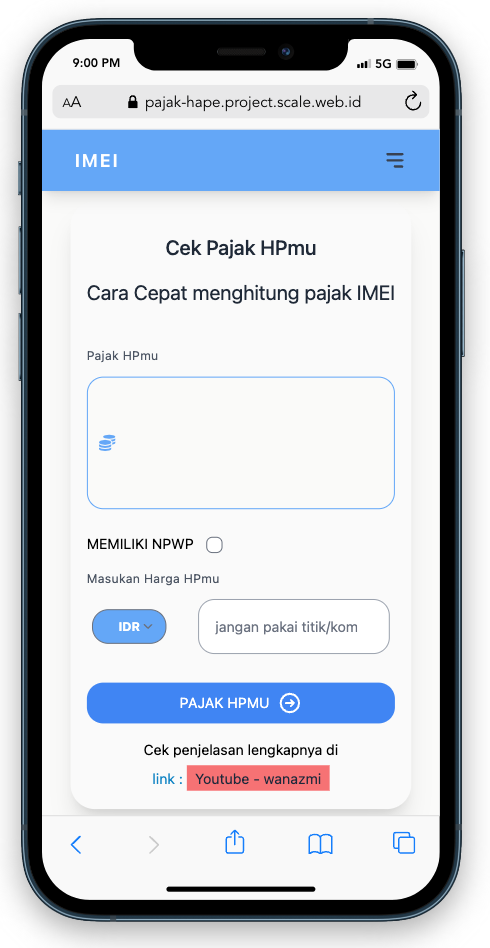 9:00 PM 5G
AA pajak-hape.project.scale.web.id
IMEI
Cek Pajak HPmu
Cara Cepat menghitung pajak IMEI
Pajak HPmu
MEMILIKI NPWP
Masukan Harga HPmu
IDR jangan pakai titik/kom
PAJAK HPMU
Cek penjelasan lengkapnya di
link : Youtube - wanazmi